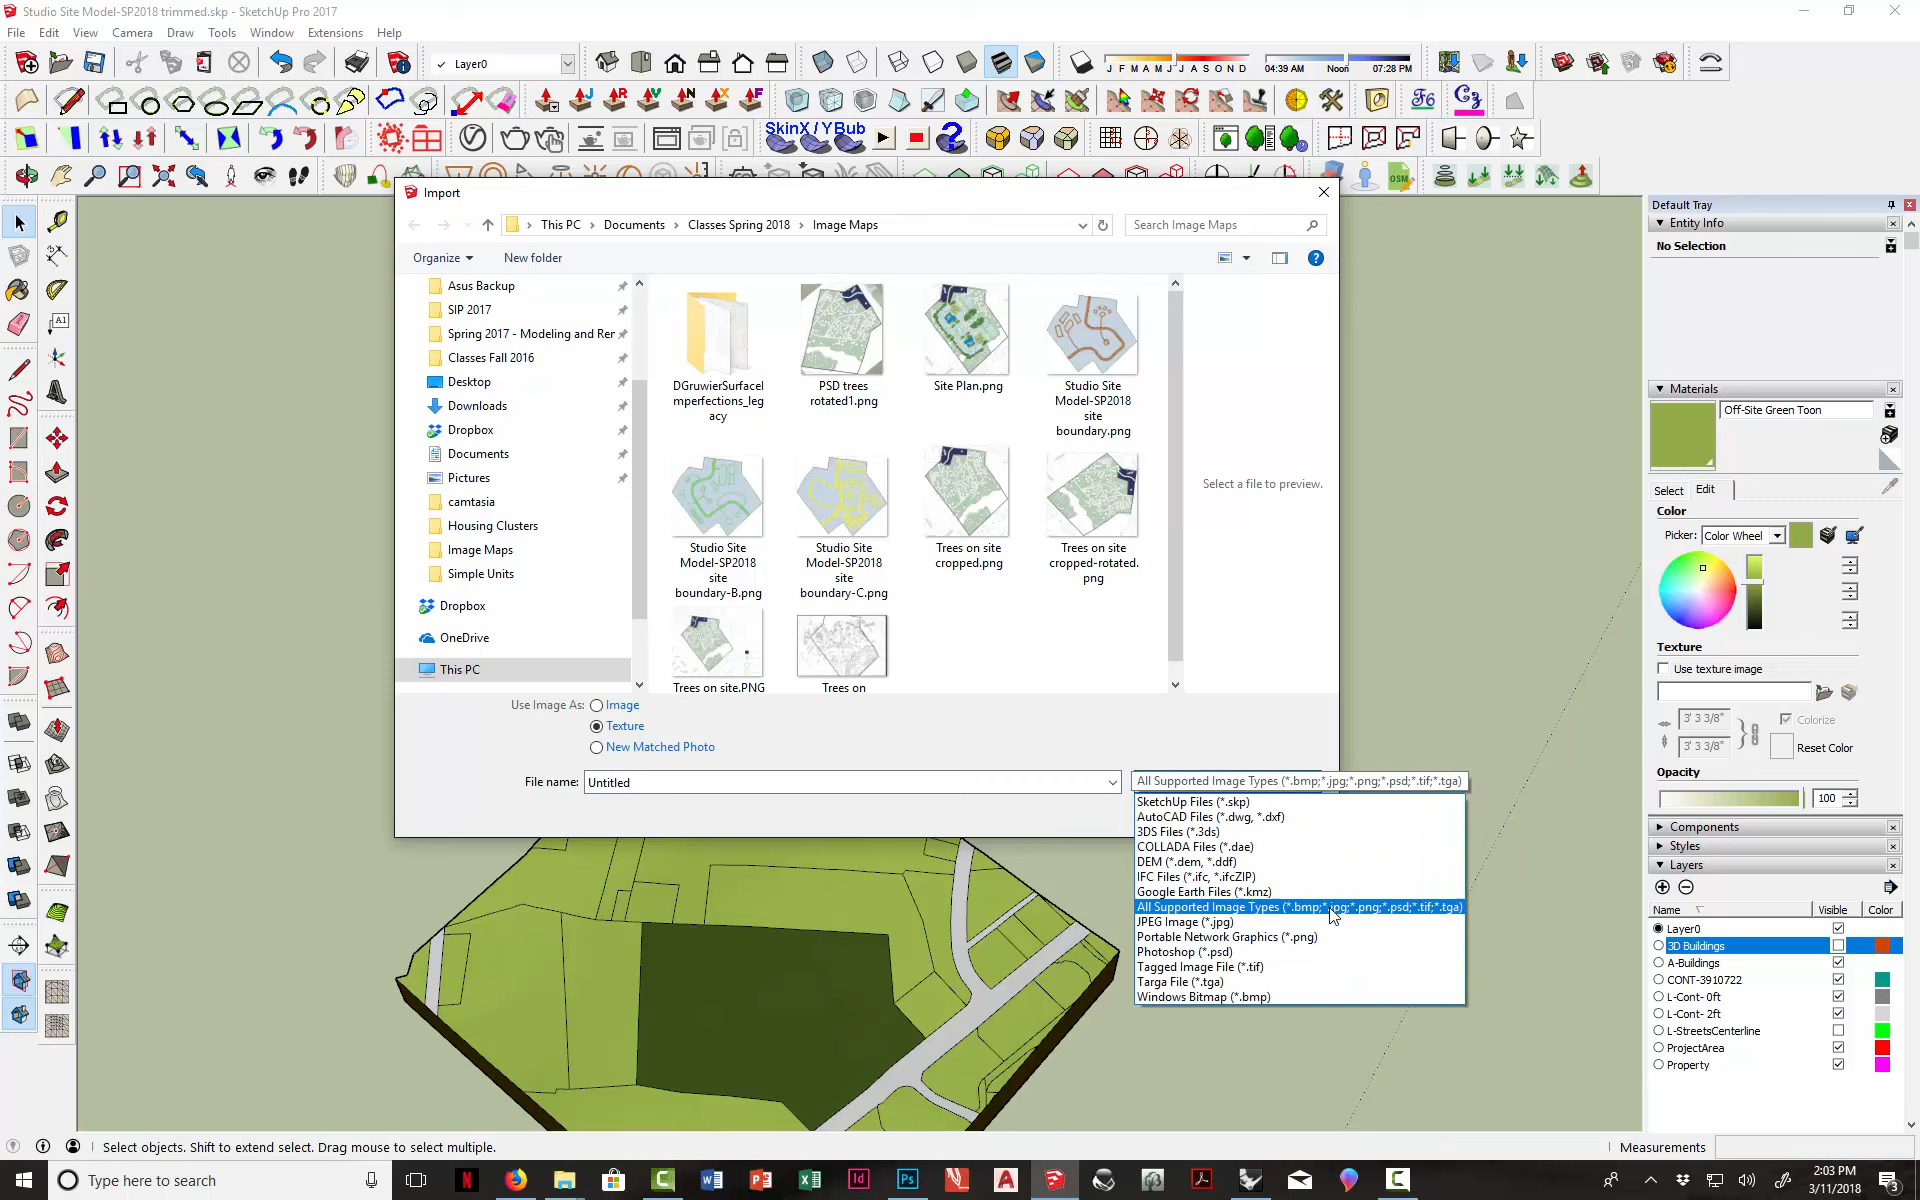 Studio Site Model-SP2018 trimmed.skp - SketchUp Pro 2017
File Edit View Camera Draw Tools Window Extensions Help
Layer0
J F M A M J J A S O N D
04:39 AM Noon 07:28 PM
SkinX / YBub
Import
This PC Documents Classes Spring 2018 Image Maps
Search Image Maps
Organize New folder
Asus Backup
SIP 2017
Spring 2017 - Modeling and Ren
Classes Fall 2016
Desktop
Downloads
Dropbox
Documents
Pictures
camtasia
Housing Clusters
Image Maps
Simple Units
Dropbox
OneDrive
This PC
DGruwierSurfaceI
mperfections_leg
acy
PSD trees
rotated1.png
Site Plan.png
Studio Site
Model-SP2018
site
boundary.png
Studio Site
Model-SP2018
site
boundary-B.png
Studio Site
Model-SP2018
site
boundary-C.png
Trees on site
cropped.png
Trees on site
cropped-rotated.
png
Trees on site.PNG
Trees on
Select a file to preview.
Use Image As: Image
Texture
New Matched Photo
File name: Untitled
All Supported Image Types (*.bmp;*.jpg;*.png;*.psd;*.tif;*.tga)
SketchUp Files (*.skp)
AutoCAD Files (*.dwg, *.dxf)
3DS Files (*.3ds)
COLLADA Files (*.dae)
DEM (*.dem, *.ddf)
IFC Files (*.ifc, *.ifcZIP)
Google Earth Files (*.kmz)
All Supported Image Types (*.bmp;*.jpg;*.png;*.psd;*.tif;*.tga)
JPEG Image (*.jpg)
Portable Network Graphics (*.png)
Photoshop (*.psd)
Tagged Image File (*.tif)
Targa File (*.tga)
Windows Bitmap (*.bmp)
Default Tray
Entity Info
No Selection
Materials
Off-Site Green Toon
Select Edit
Color
Picker: Color Wheel
Texture
Use texture image
3' 3 3/8"
Colorize
3' 3 3/8"
Reset Color
Opacity
100
Components
Styles
Layers
Name Visible Color
Layer0
3D Buildings
A-Buildings
CONT-3910722
L-Cont- 0ft
L-Cont- 2ft
L-StreetsCenterline
ProjectArea
Property
Select objects. Shift to extend select. Drag mouse to select multiple.
Measurements
Type here to search
2:03 PM
3/11/2018